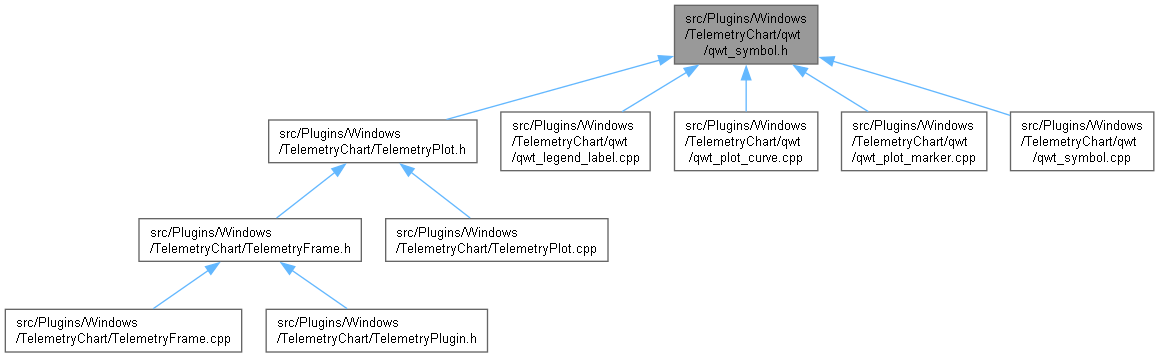 src/Plugins/Windows
/TelemetryChart/qwt
/qwt_symbol.h
src/Plugins/Windows
/TelemetryChart/TelemetryPlot.h
src/Plugins/Windows
/TelemetryChart/qwt
/qwt_legend_label.cpp
src/Plugins/Windows
/TelemetryChart/qwt
/qwt_plot_curve.cpp
src/Plugins/Windows
/TelemetryChart/qwt
/qwt_plot_marker.cpp
src/Plugins/Windows
/TelemetryChart/qwt
/qwt_symbol.cpp
src/Plugins/Windows
/TelemetryChart/TelemetryFrame.h
src/Plugins/Windows
/TelemetryChart/TelemetryPlot.cpp
src/Plugins/Windows
/TelemetryChart/TelemetryFrame.cpp
src/Plugins/Windows
/TelemetryChart/TelemetryPlugin.h